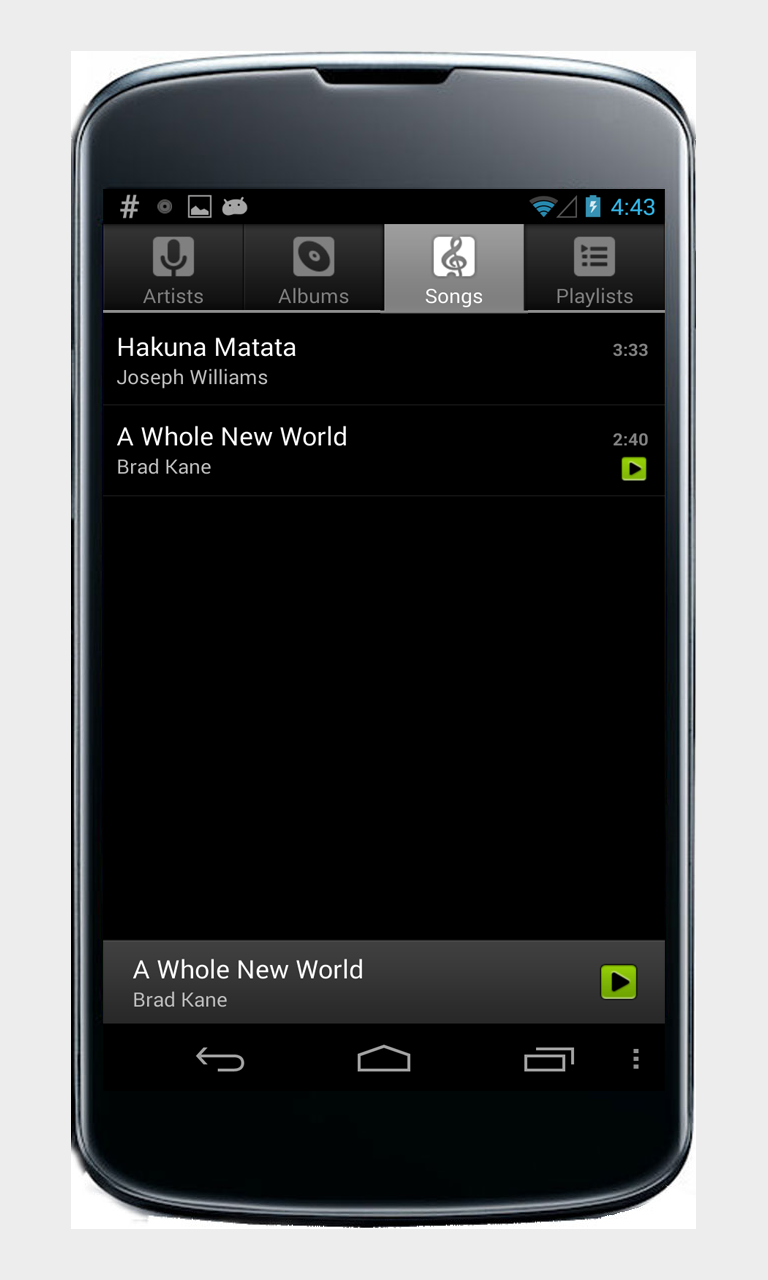 # 4:43
Artists Albums Songs Playlists
Hakuna Matata 3:33
Joseph Williams
A Whole New World 2:40
Brad Kane
A Whole New World
Brad Kane